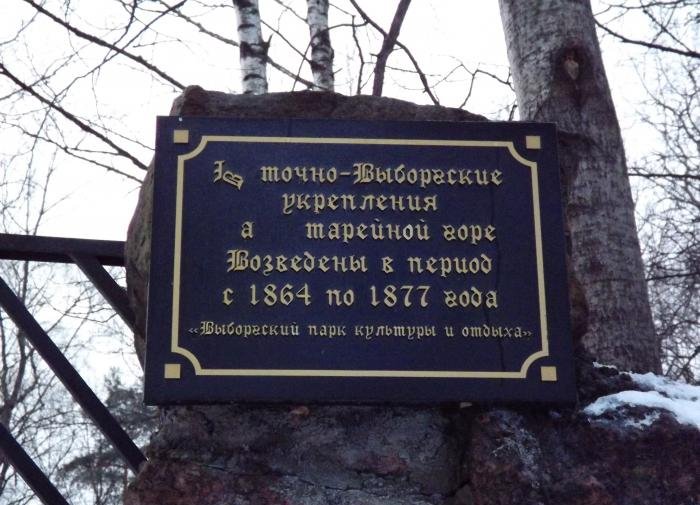 В точно-Выборгские
укрепления
а тарейной горе
Возведены в период
с 1864 по 1877 года
«Выборгский парк культуры и отдыха»